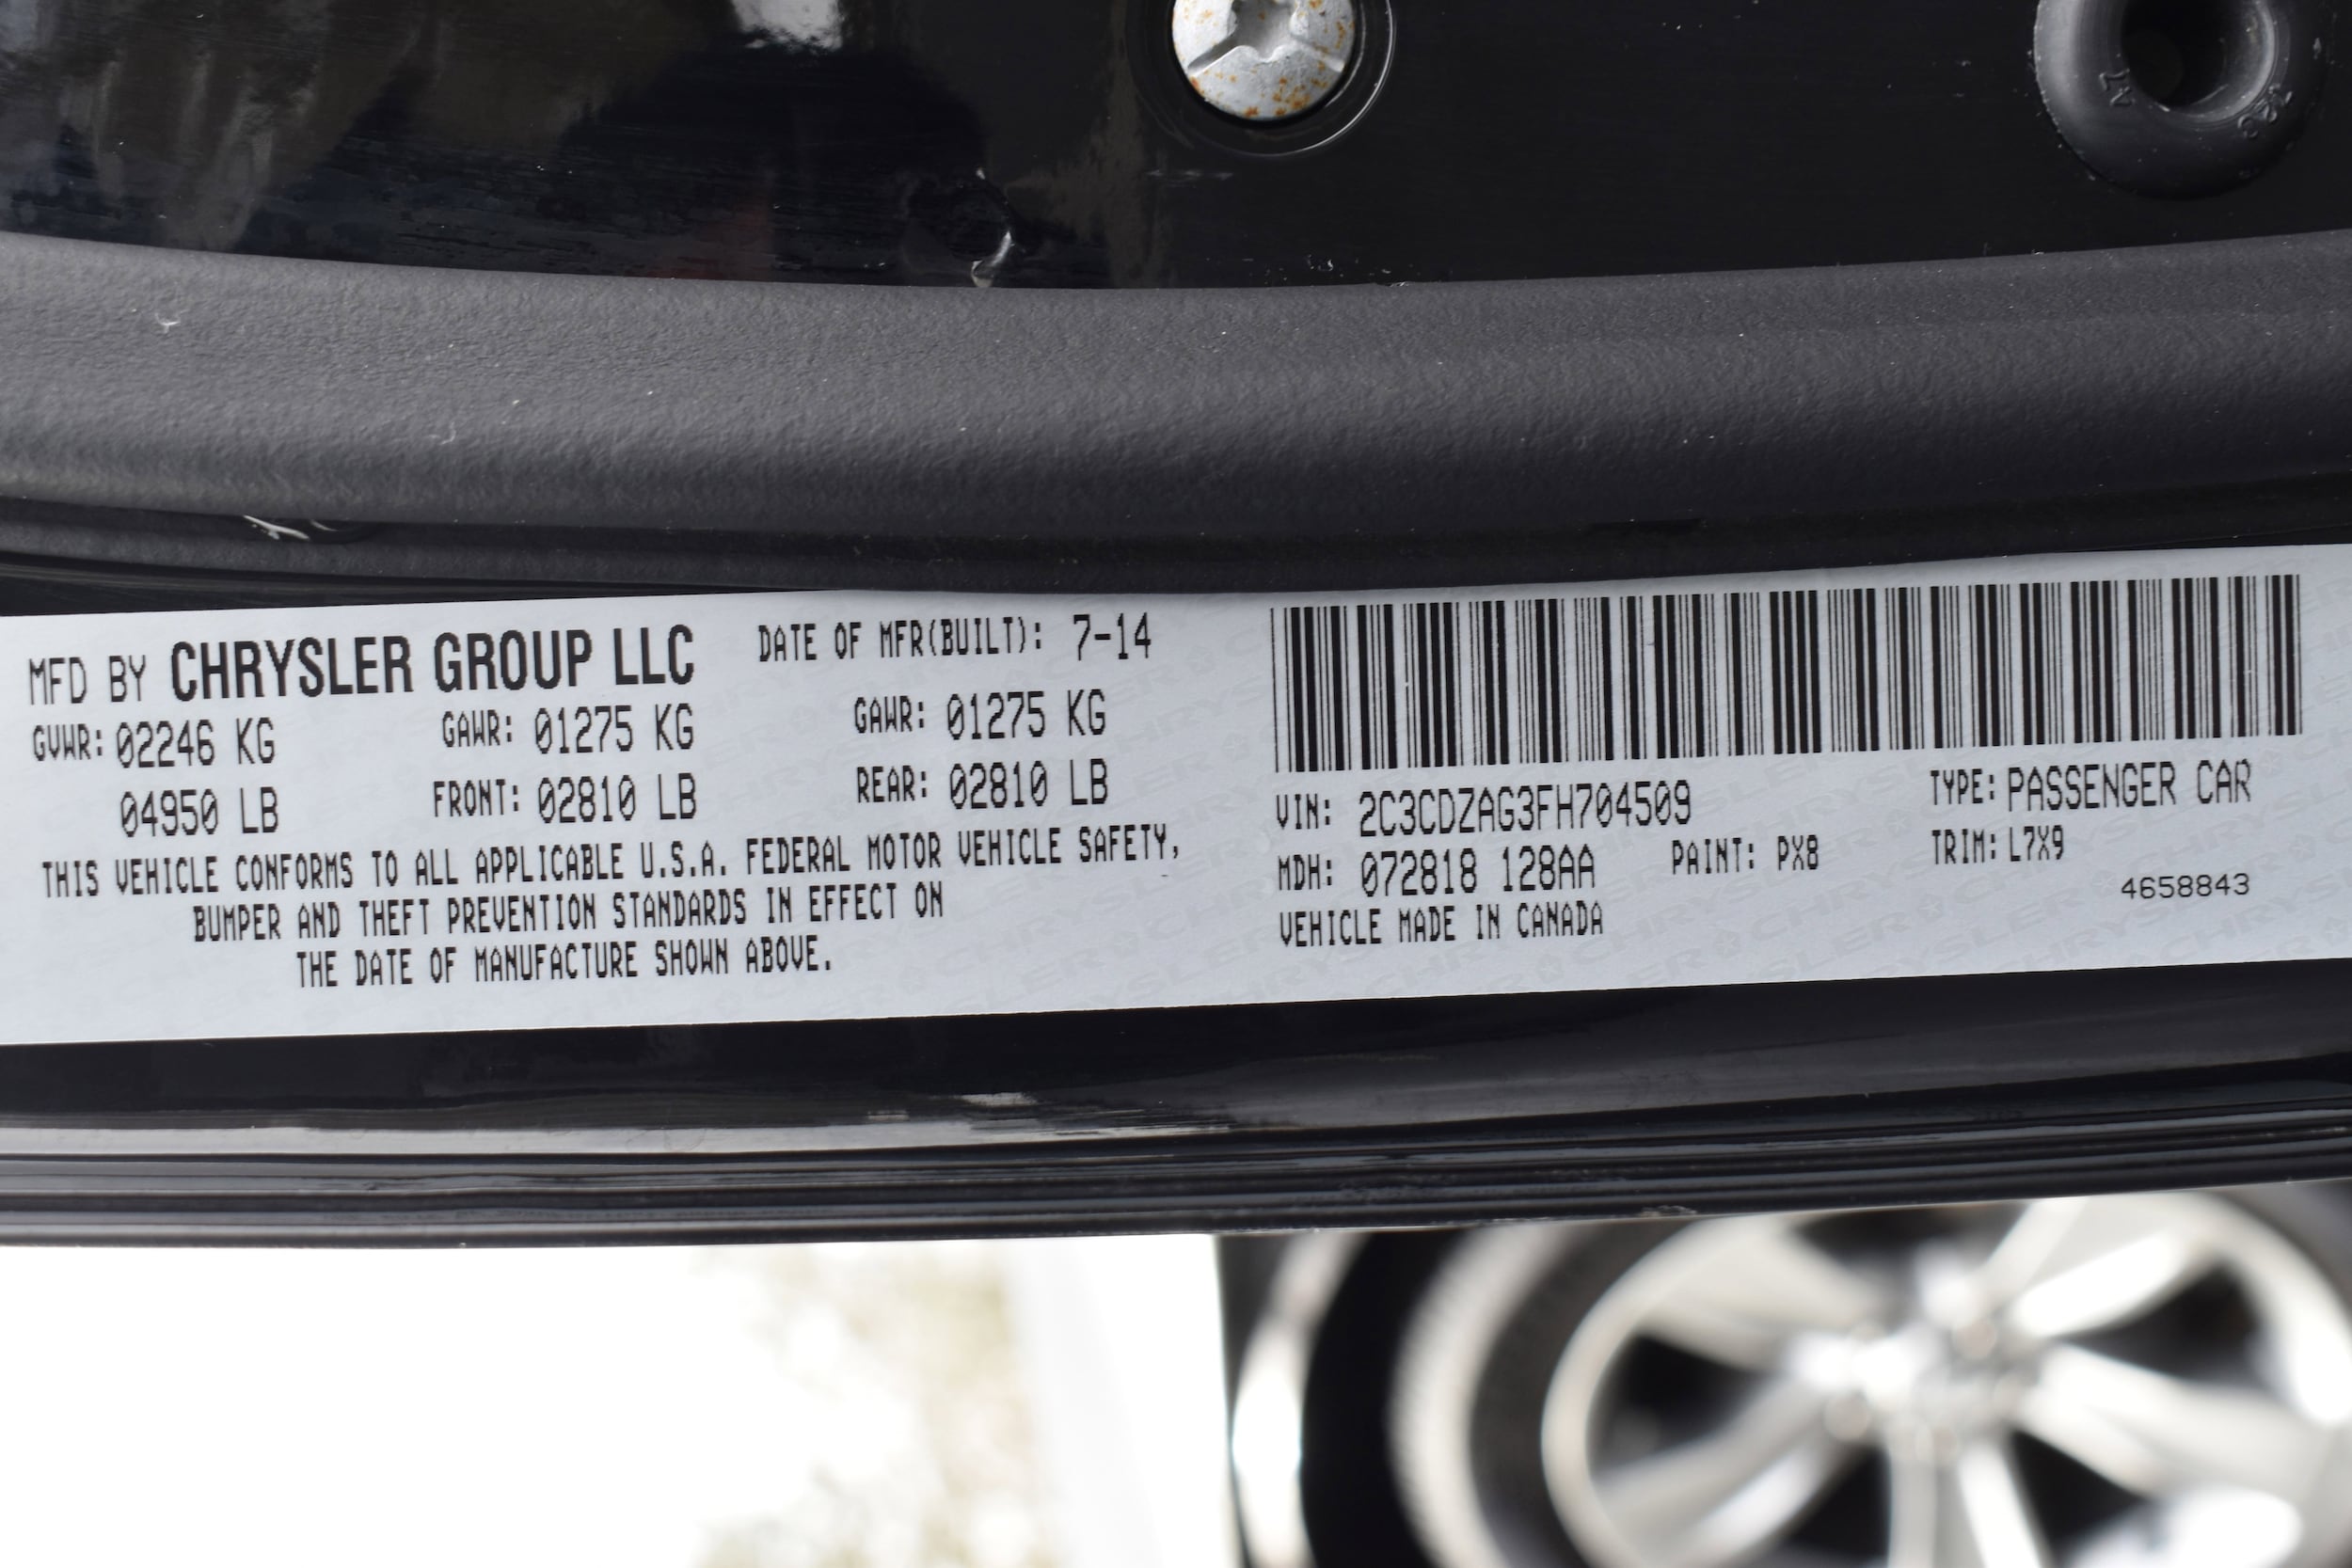 MFD BY CHRYSLER GROUP LLC DATE OF MFR(BUILT): 7-14
GVWR: 02246 KG GAWR: 01275 KG GAWR: 01275 KG
04950 LB FRONT: 02810 LB REAR: 02810 LB
THIS VEHICLE CONFORMS TO ALL APPLICABLE U.S.A. FEDERAL MOTOR VEHICLE SAFETY,
BUMPER AND THEFT PREVENTION STANDARDS IN EFFECT ON
THE DATE OF MANUFACTURE SHOWN ABOVE.
VIN: 2C3CDZAG3FH704509 TYPE: PASSENGER CAR
MDH: 072818 128AA PAINT: PX8 TRIM: L7X9
VEHICLE MADE IN CANADA 4658843